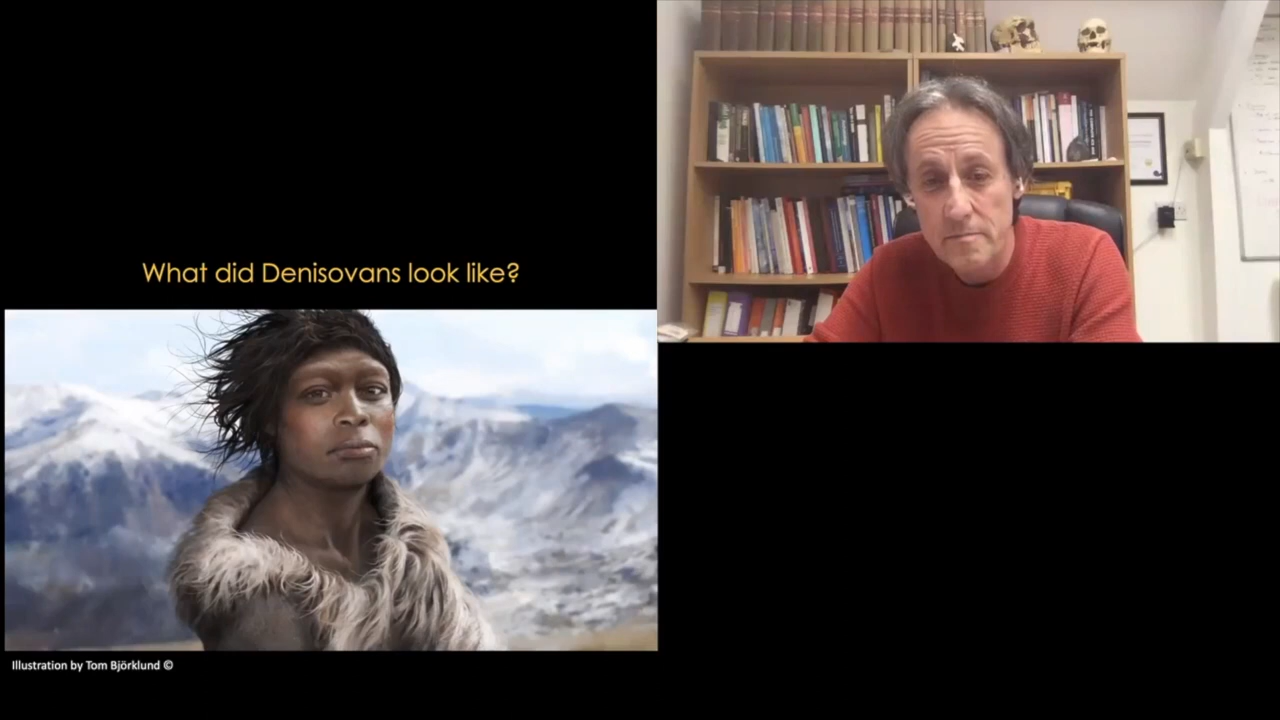 What did Denisovans look like?
Illustration by Tom Björklund ©